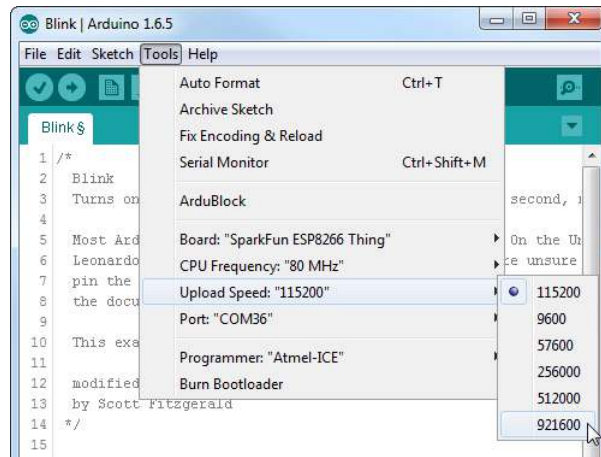 Blink | Arduino 1.6.5
File Edit Sketch Tools Help
Auto Format Ctrl+T
Archive Sketch
Fix Encoding & Reload
Serial Monitor Ctrl+Shift+M
ArduBlock
Board: "SparkFun ESP8266 Thing"
CPU Frequency: "80 MHz"
Upload Speed: "115200"
Port: "COM36"
Programmer: "Atmel-ICE"
Burn Bootloader
115200
9600
57600
256000
512000
921600
Blink §
1 /*
2 Blink
3 Turns on second,
4
5 Most Ard On the
6 Leonardo unsure
7 pin the
8 the docu
9
10 This exa
11
12 modified
13 by Scott Fitzgerald
14 */
15